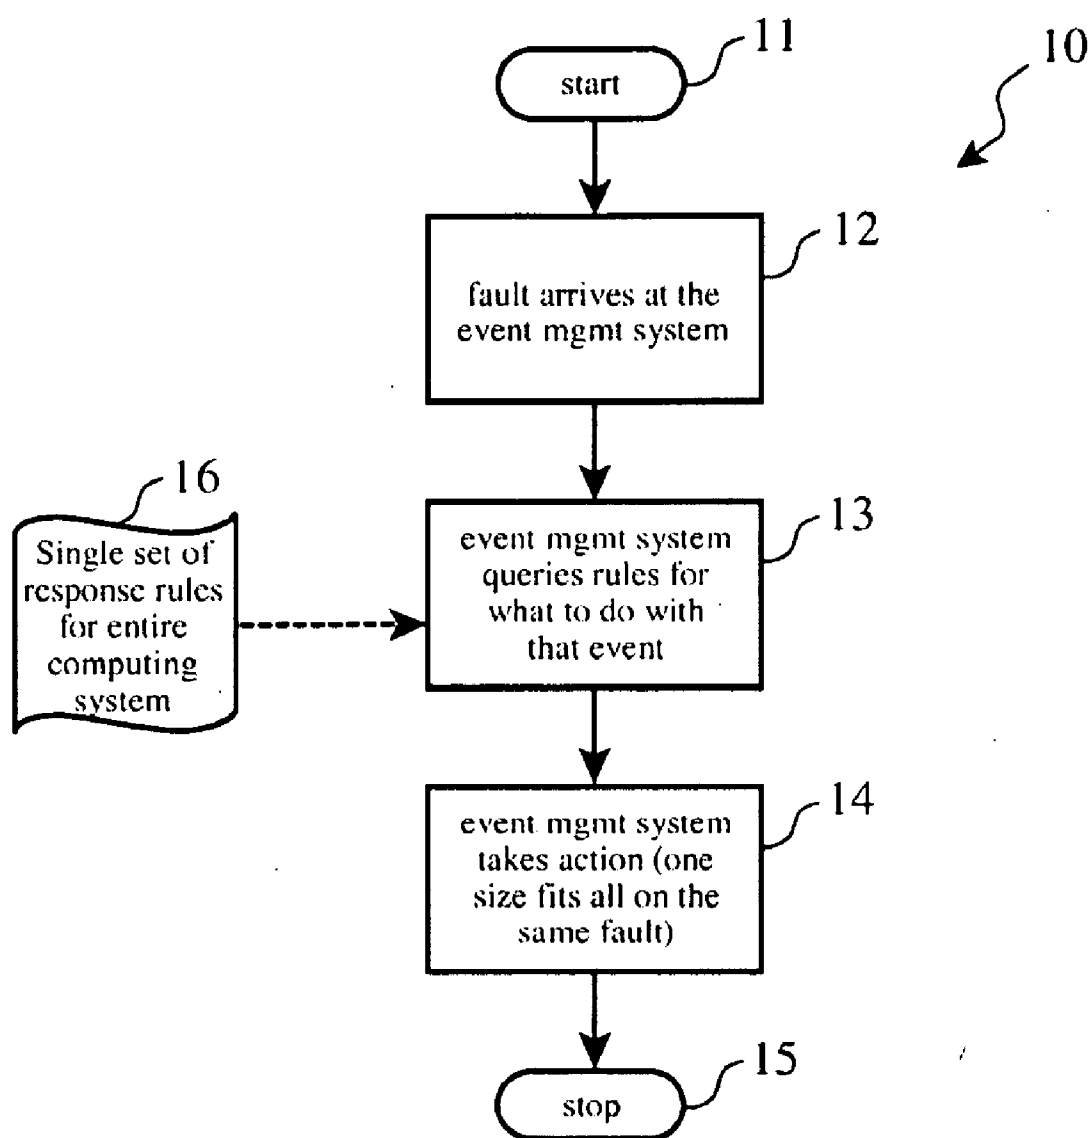 11
10
start
12
fault arrives at the
event mgmt system
16
Single set of
response rules
for entire
computing
system
13
event mgmt system
queries rules for
what to do with
that event
14
event mgmt system
takes action (one
size fits all on the
same fault)
15
stop